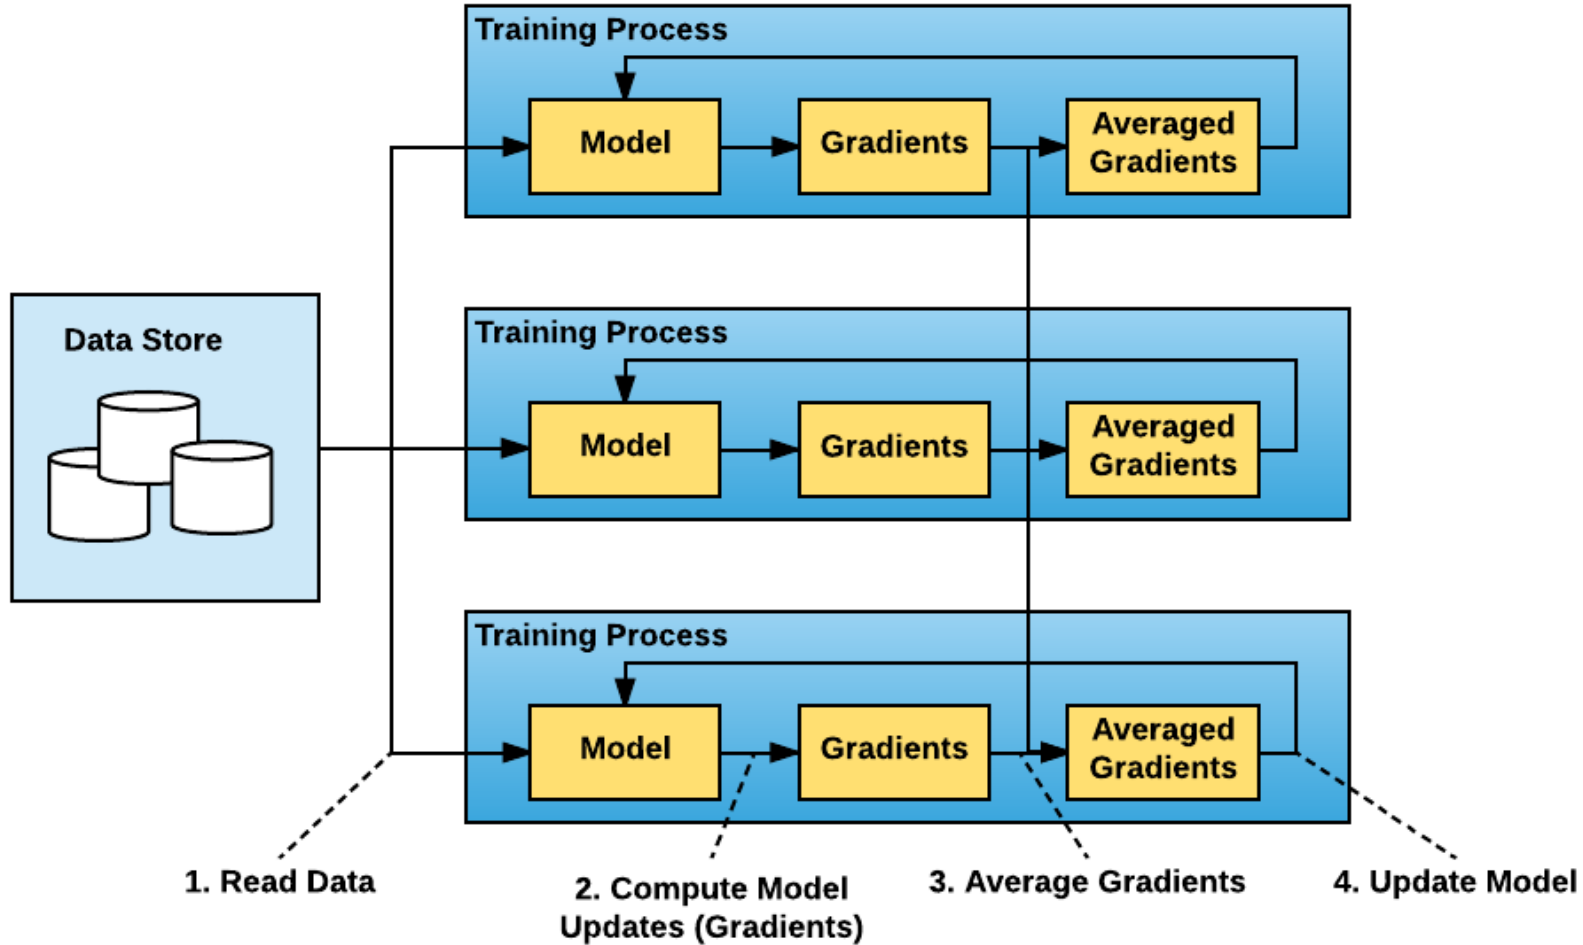 Training Process
Model
Gradients
Averaged
Gradients
Data Store
Training Process
Model
Gradients
Averaged
Gradients
Training Process
Model
Gradients
Averaged
Gradients
1. Read Data
2. Compute Model
Updates (Gradients)
3. Average Gradients
4. Update Model